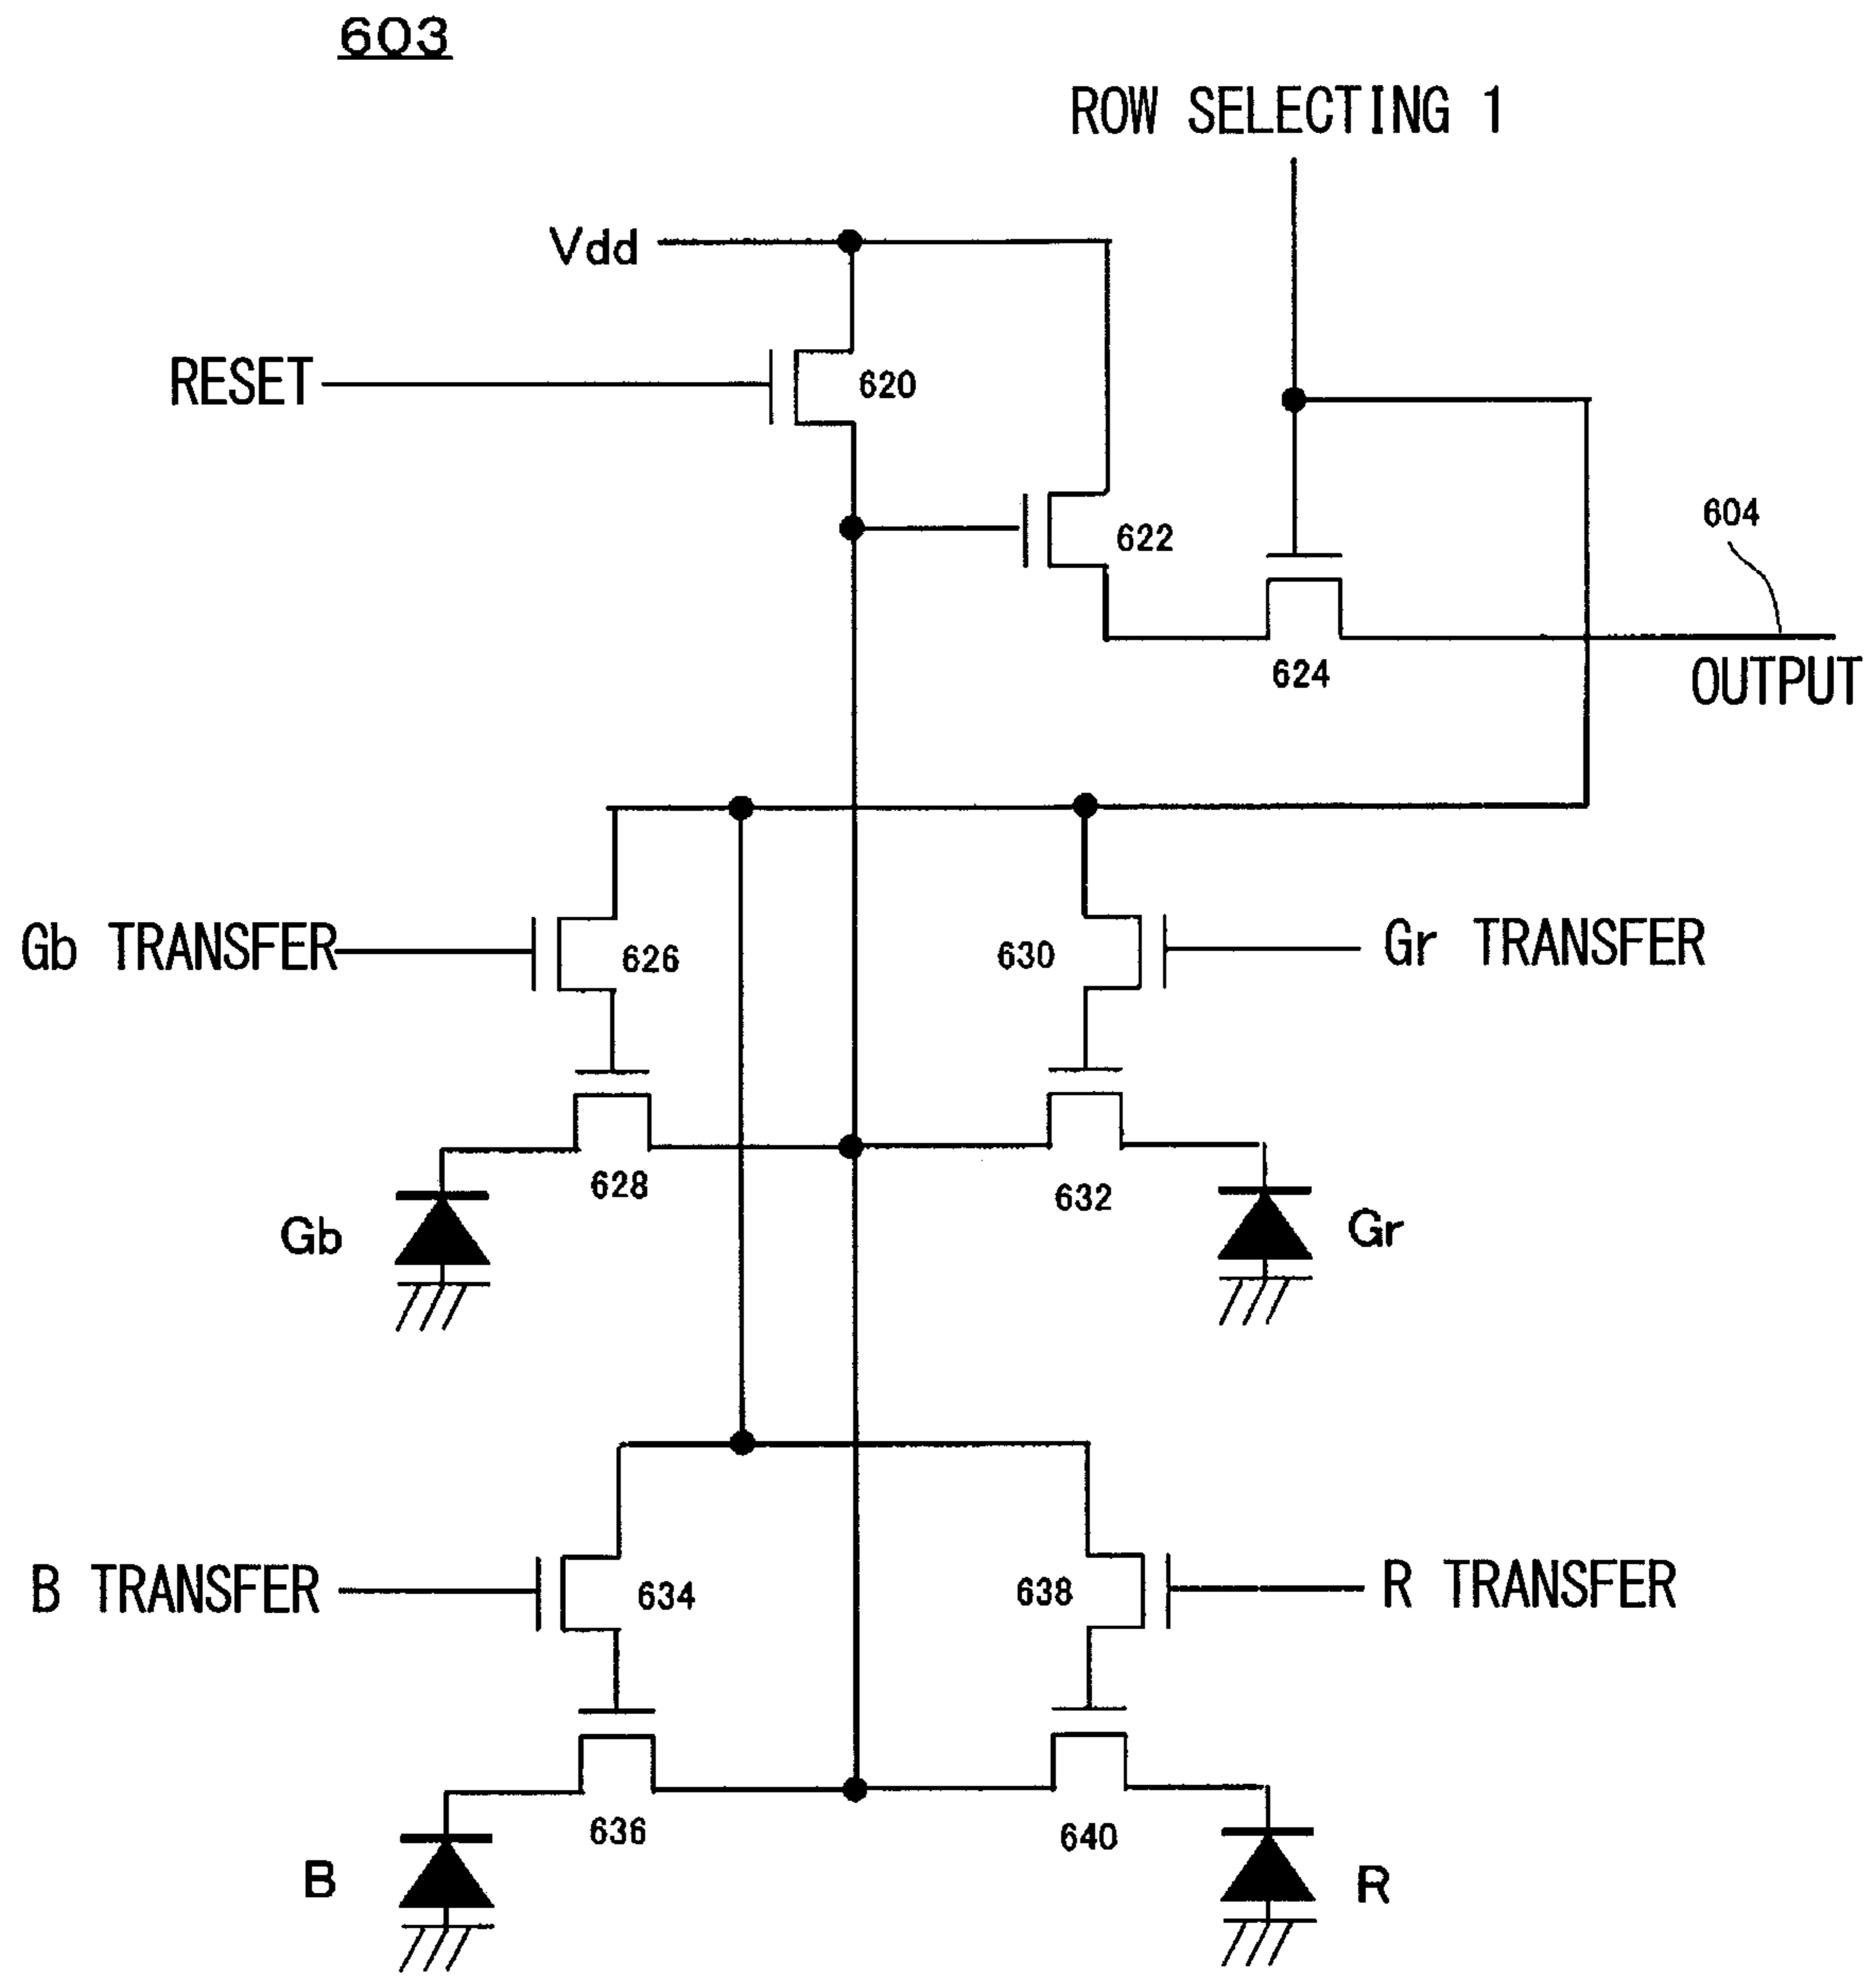 603
ROW SELECTING 1
Vdd
RESET
620
622
604
624
OUTPUT
Gb TRANSFER
626
630
Gr TRANSFER
628
632
Gb
Gr
B TRANSFER
634
638
R TRANSFER
636
640
B
R